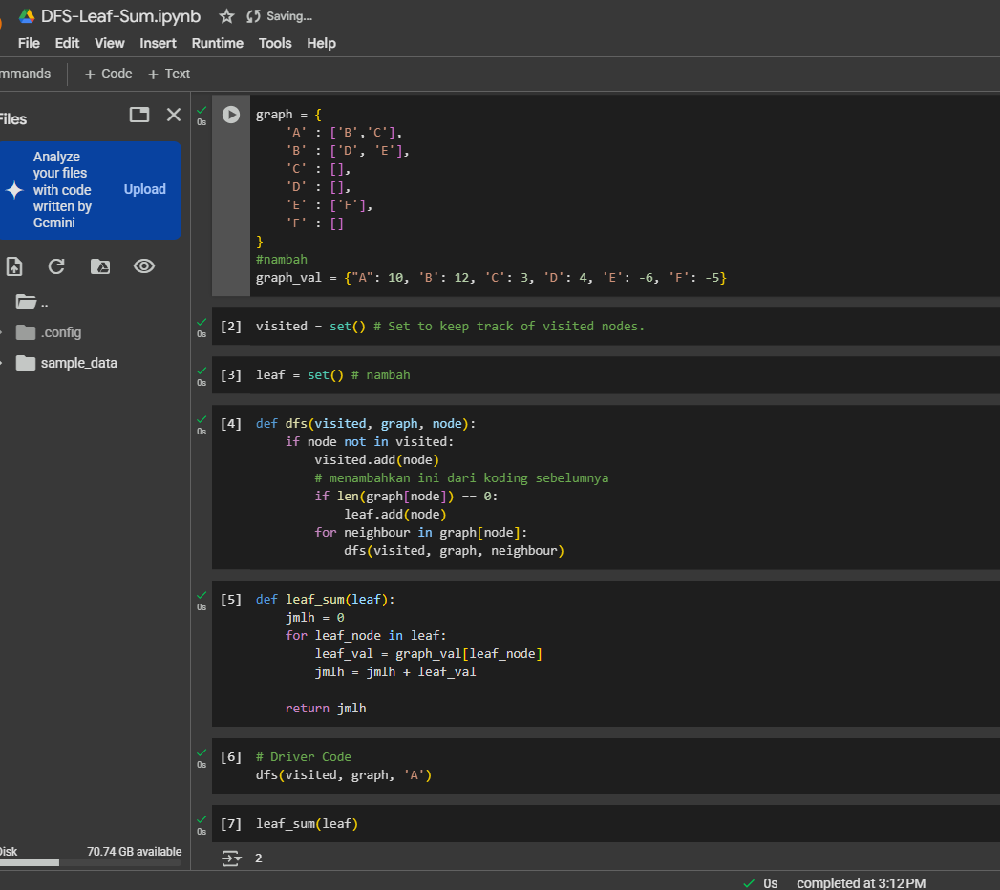 DFS-Leaf-Sum.ipynb
Saving...
File Edit View Insert Runtime Tools Help
+ Code + Text
Files
Analyze
your files
with code
written by
Gemini
Upload
..
.config
sample_data
Disk 70.74 GB available
0s
graph = {
    'A' : ['B','C'],
    'B' : ['D', 'E'],
    'C' : [],
    'D' : [],
    'E' : ['F'],
    'F' : []
}
#nambah
graph_val = {"A": 10, 'B': 12, 'C': 3, 'D': 4, 'E': -6, 'F': -5}
0s
[2] visited = set() # Set to keep track of visited nodes.
0s
[3] leaf = set() # nambah
0s
[4] def dfs(visited, graph, node):
    if node not in visited:
        visited.add(node)
        # menambahkan ini dari koding sebelumnya
        if len(graph[node]) == 0:
            leaf.add(node)
        for neighbour in graph[node]:
            dfs(visited, graph, neighbour)
0s
[5] def leaf_sum(leaf):
    jmlh = 0
    for leaf_node in leaf:
        leaf_val = graph_val[leaf_node]
        jmlh = jmlh + leaf_val
    return jmlh
0s
[6] # Driver Code
dfs(visited, graph, 'A')
0s
[7] leaf_sum(leaf)
2
0s completed at 3:12 PM